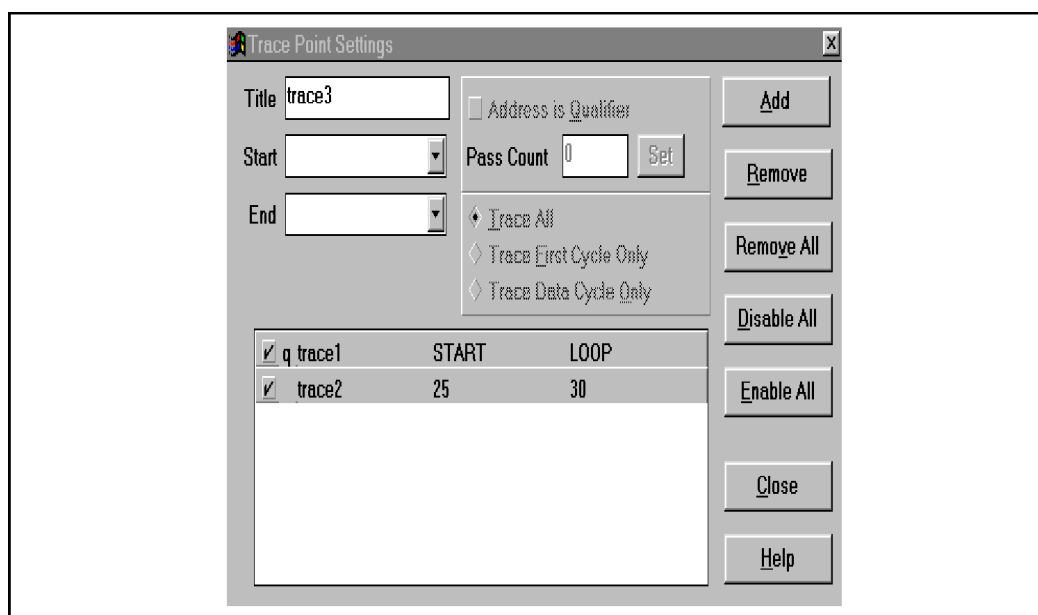 Trace Point Settings
Title trace3
Start
End
Address is Qualifier
Pass Count 0 Set
Trace All
Trace First Cycle Only
Trace Data Cycle Only
q trace1 START LOOP
trace2 25 30
Add
Remove
Remove All
Disable All
Enable All
Close
Help